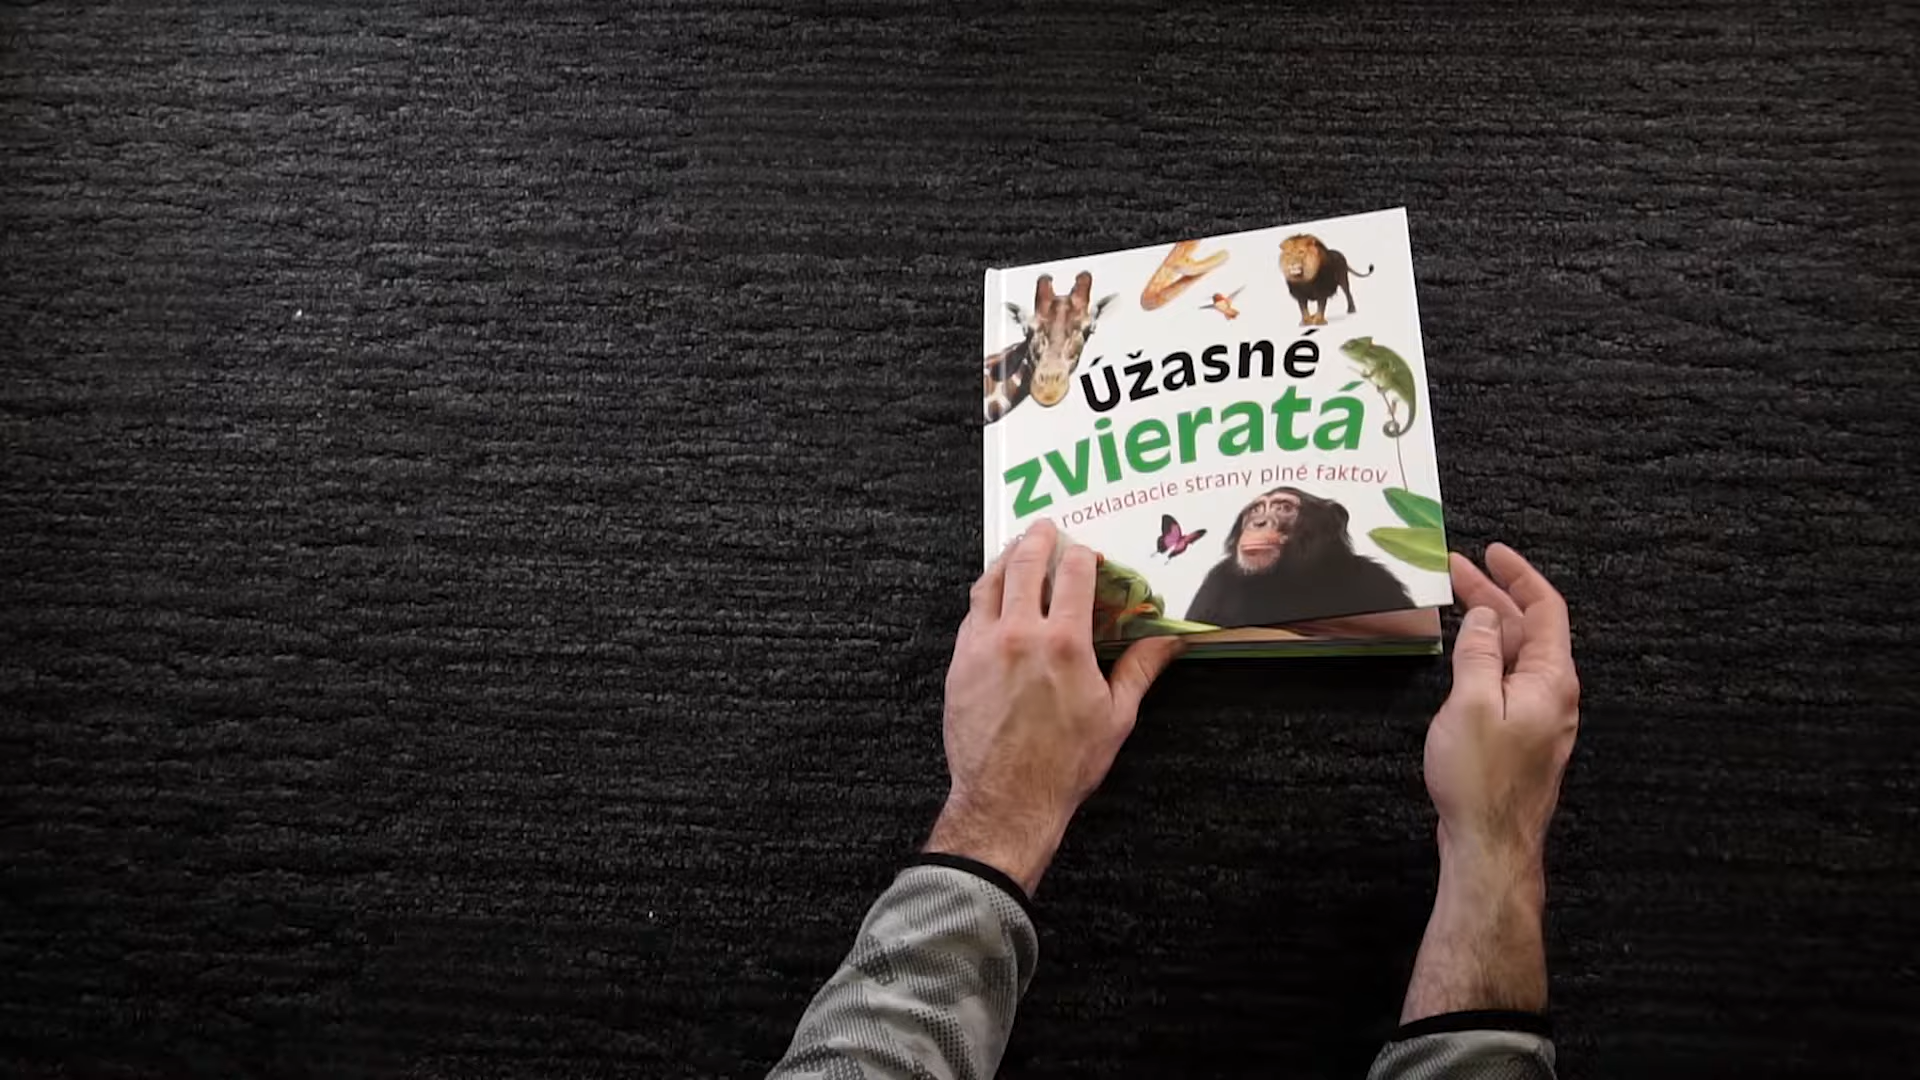 Úžasné
zvieratá
rozkladacie strany plné faktov